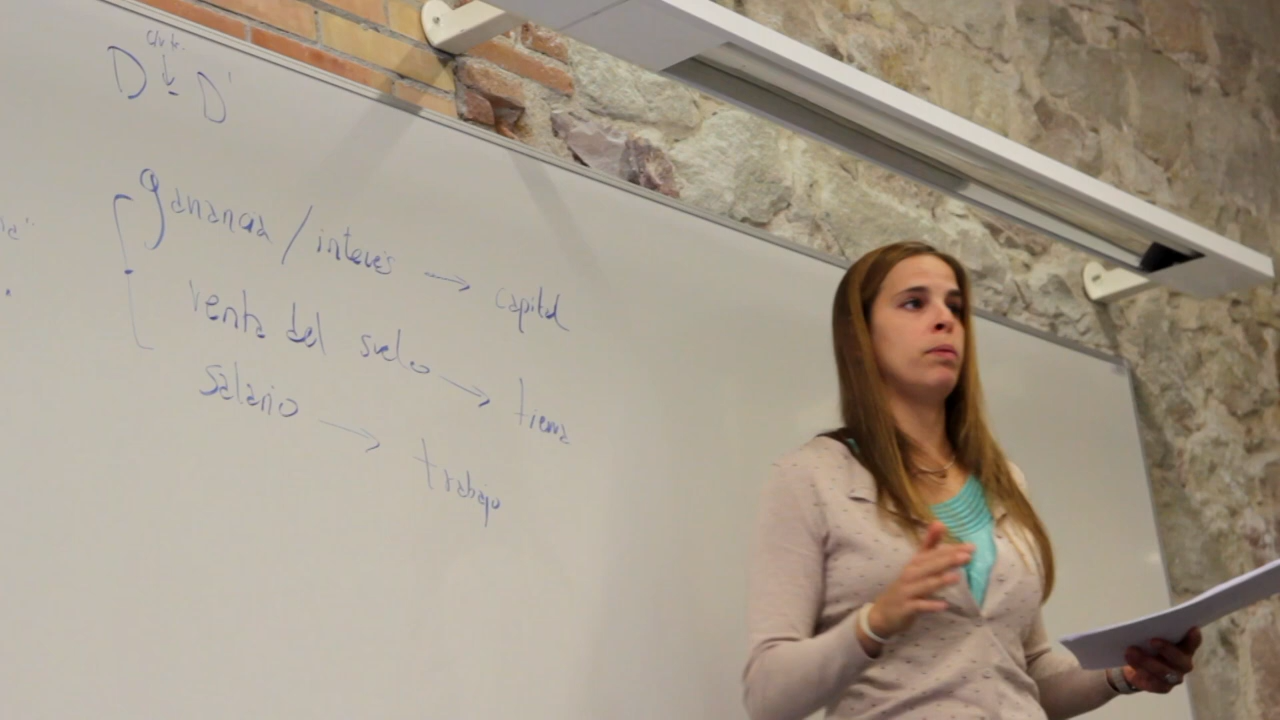 D D'
ganancia / interés → capital
renta del suelo → tierra
salario → trabajo